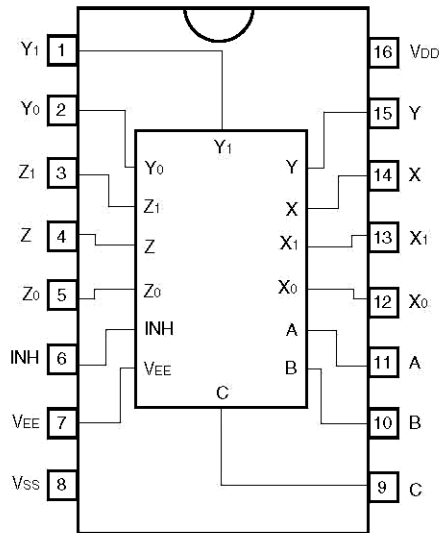 Y1 1
Y0 2
Z1 3
Z 4
Z0 5
INH 6
VEE 7
VSS 8
Y1
Y0
Z1
Z
Z0
INH
VEE
C
Y
X
X1
X0
A
B
16 VDD
15 Y
14 X
13 X1
12 X0
11 A
10 B
9 C